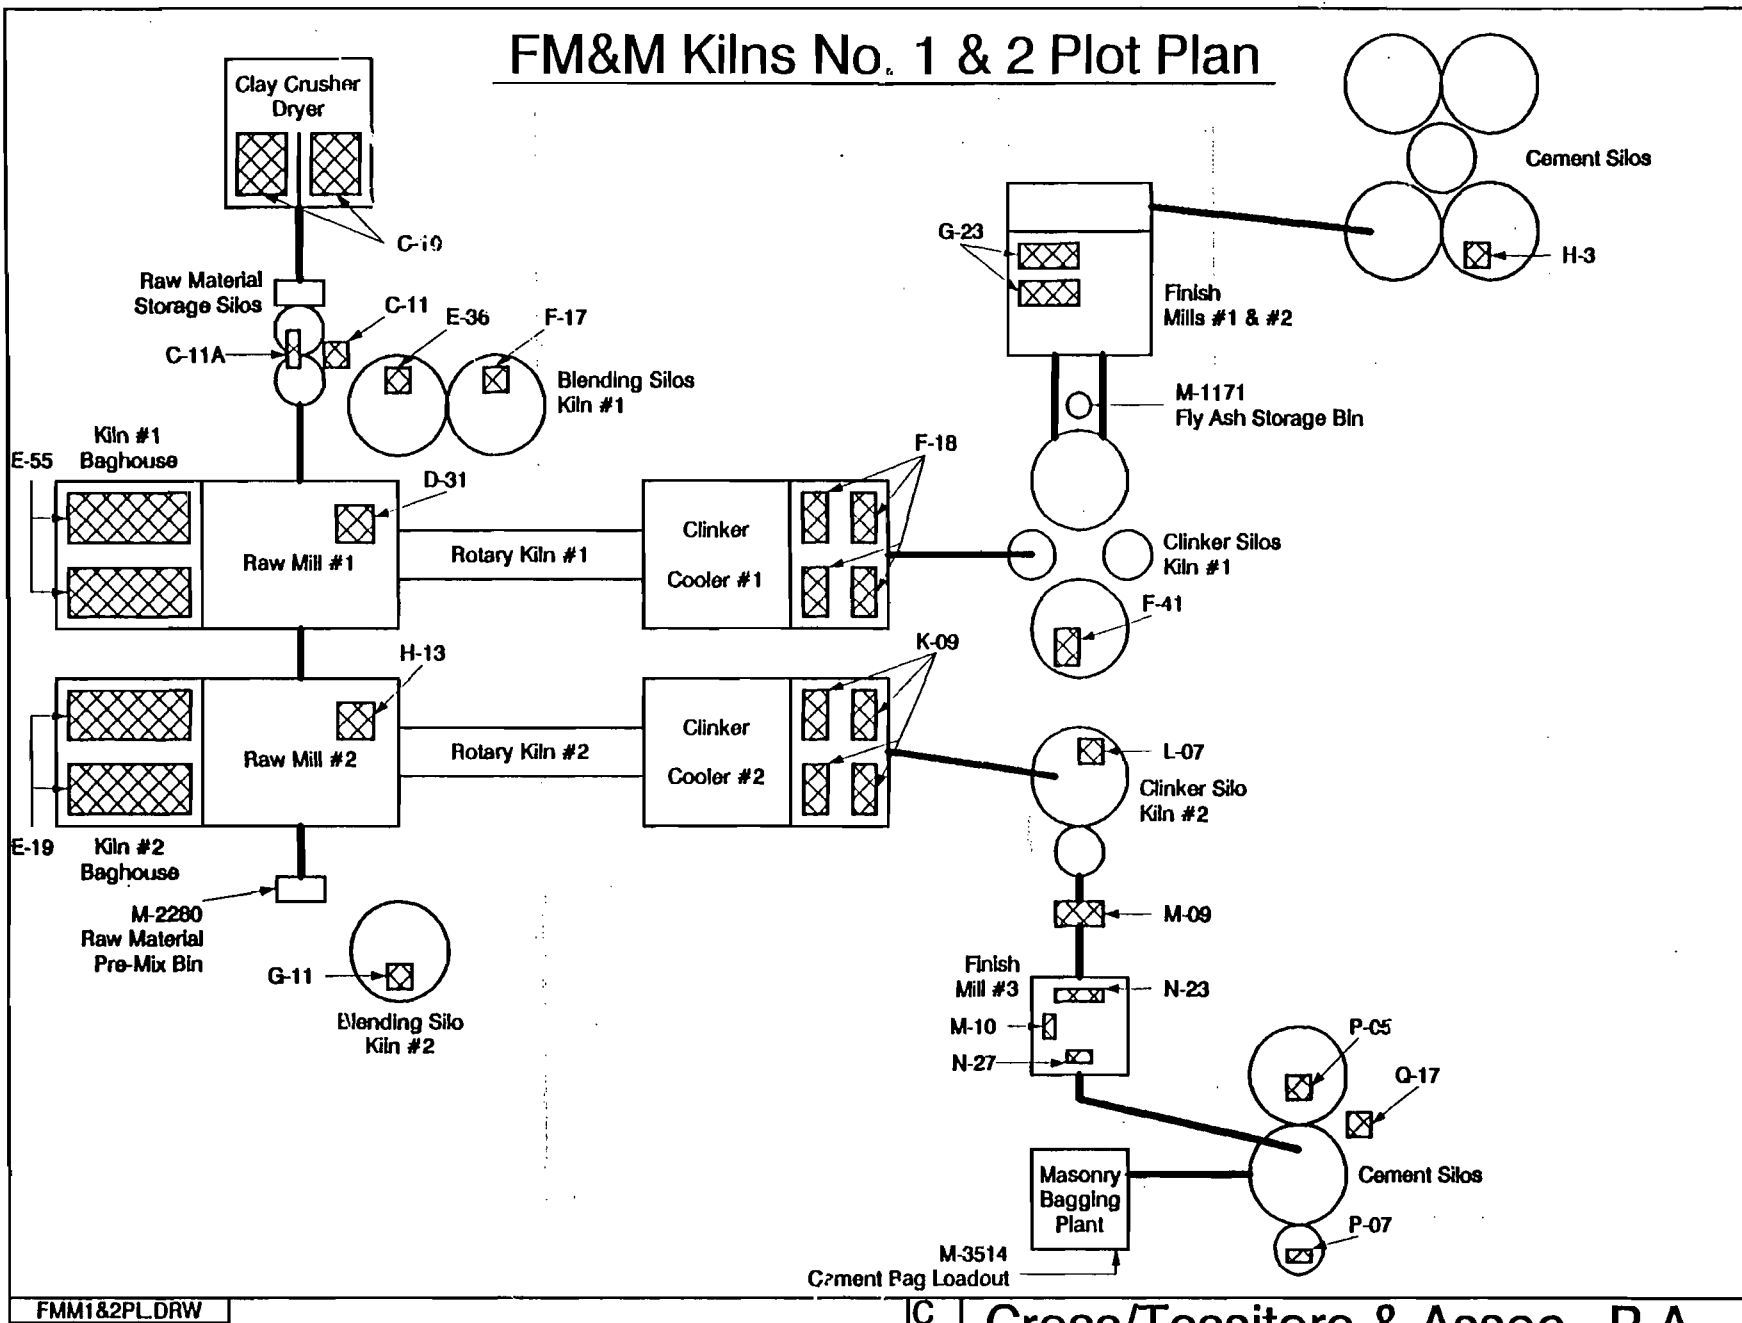 FM&M Kilns No. 1 & 2 Plot Plan
Clay Crusher
Dryer
C-10
Raw Material
Storage Silos
C-11
C-11A
E-36
F-17
Blending Silos
Kiln #1
G-23
Finish
Mills #1 & #2
Cement Silos
H-3
M-1171
Fly Ash Storage Bin
Kiln #1
Baghouse
E-55
D-31
Raw Mill #1
Rotary Kiln #1
Clinker
Cooler #1
F-18
Clinker Silos
Kiln #1
F-41
H-13
Raw Mill #2
Rotary Kiln #2
Clinker
Cooler #2
K-09
L-07
Clinker Silo
Kiln #2
E-19
Kiln #2
Baghouse
M-2280
Raw Material
Pre-Mix Bin
G-11
Blending Silo
Kiln #2
M-09
Finish
Mill #3
N-23
M-10
N-27
P-05
Q-17
Cement Silos
P-07
Masonry
Bagging
Plant
M-3514
Cement Bag Loadout
FMM1&2PL.DRW
C
Cross/Tessitore & Assoc., P.A.